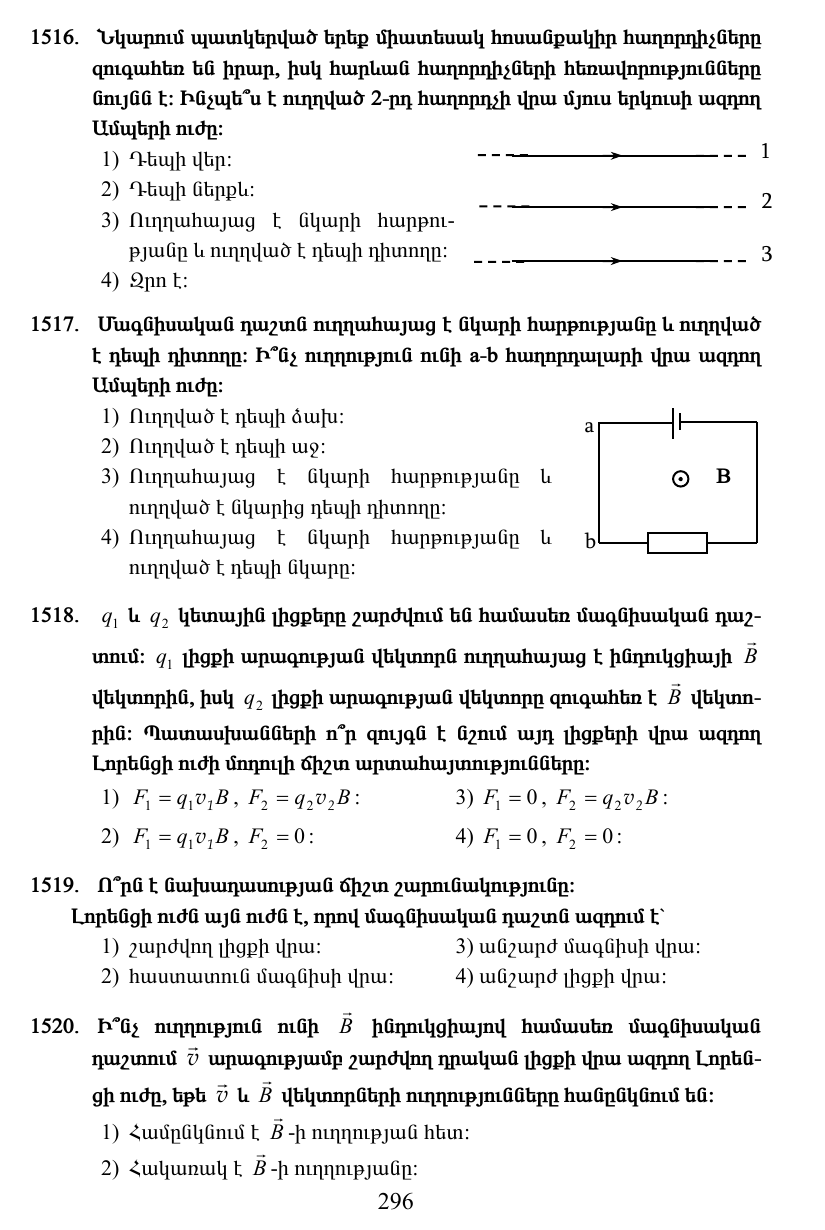 1516. Նկարում պատկերված երեք միատեսակ հոսանքակիր հաղորդիչները
զուգահեռ են իրար, իսկ հարևան հաղորդիչների հեռավորությունները
նույնն է: Ինչպե՞ս է ուղղված 2-րդ հաղորդչի վրա մյուս երկուսի ազդող
Ամպերի ուժը:
1) Դեպի վեր:
2) Դեպի ներքև:
3) Ուղղահայաց է նկարի հարթու-
թյանը և ուղղված է դեպի դիտողը:
4) Զրո է:
1
2
3
1517. Մագնիսական դաշտն ուղղահայաց է նկարի հարթությանը և ուղղված
է դեպի դիտողը: Ի՞նչ ուղղություն ունի a-b հաղորդալարի վրա ազդող
Ամպերի ուժը:
1) Ուղղված է դեպի ձախ:
2) Ուղղված է դեպի աջ:
3) Ուղղահայաց է նկարի հարթությանը և
ուղղված է նկարից դեպի դիտողը:
4) Ուղղահայաց է նկարի հարթությանը և
ուղղված է դեպի նկարը:
a
B
b
1518. q₁ և q₂ կետային լիցքերը շարժվում են համասեռ մագնիսական դաշ-
տում: q₁ լիցքի արագության վեկտորն ուղղահայաց է ինդուկցիայի B⃗
վեկտորին, իսկ q₂ լիցքի արագության վեկտորը զուգահեռ է B⃗ վեկտո-
րին: Պատասխանների ո՞ր զույգն է նշում այդ լիցքերի վրա ազդող
Լորենցի ուժի մոդուլի ճիշտ արտահայտությունները:
1) F₁ = q₁v₁B, F₂ = q₂v₂B: 3) F₁ = 0, F₂ = q₂v₂B:
2) F₁ = q₁v₁B, F₂ = 0: 4) F₁ = 0, F₂ = 0:
1519. Ո՞րն է նախադասության ճիշտ շարունակությունը:
Լորենցի ուժն այն ուժն է, որով մագնիսական դաշտն ազդում է՝
1) շարժվող լիցքի վրա: 3) անշարժ մագնիսի վրա:
2) հաստատուն մագնիսի վրա: 4) անշարժ լիցքի վրա:
1520. Ի՞նչ ուղղություն ունի B⃗ ինդուկցիայով համասեռ մագնիսական
դաշտում v⃗ արագությամբ շարժվող դրական լիցքի վրա ազդող Լորեն-
ցի ուժը, եթե v⃗ և B⃗ վեկտորների ուղղությունները համընկնում են:
1) Համընկնում է B⃗ -ի ուղղության հետ:
2) Հակառակ է B⃗ -ի ուղղությանը:
296